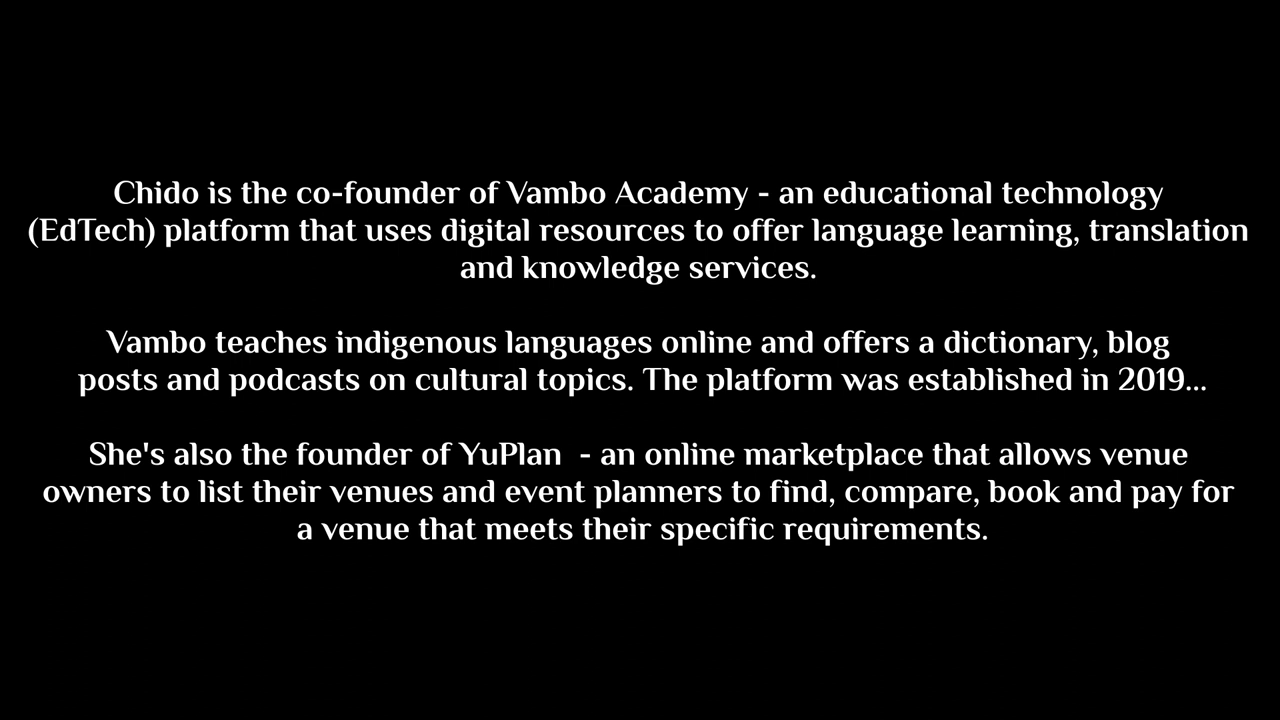 Chido is the co-founder of Vambo Academy - an educational technology
(EdTech) platform that uses digital resources to offer language learning, translation
and knowledge services.
Vambo teaches indigenous languages online and offers a dictionary, blog
posts and podcasts on cultural topics. The platform was established in 2019...
She's also the founder of YuPlan  - an online marketplace that allows venue
owners to list their venues and event planners to find, compare, book and pay for
a venue that meets their specific requirements.